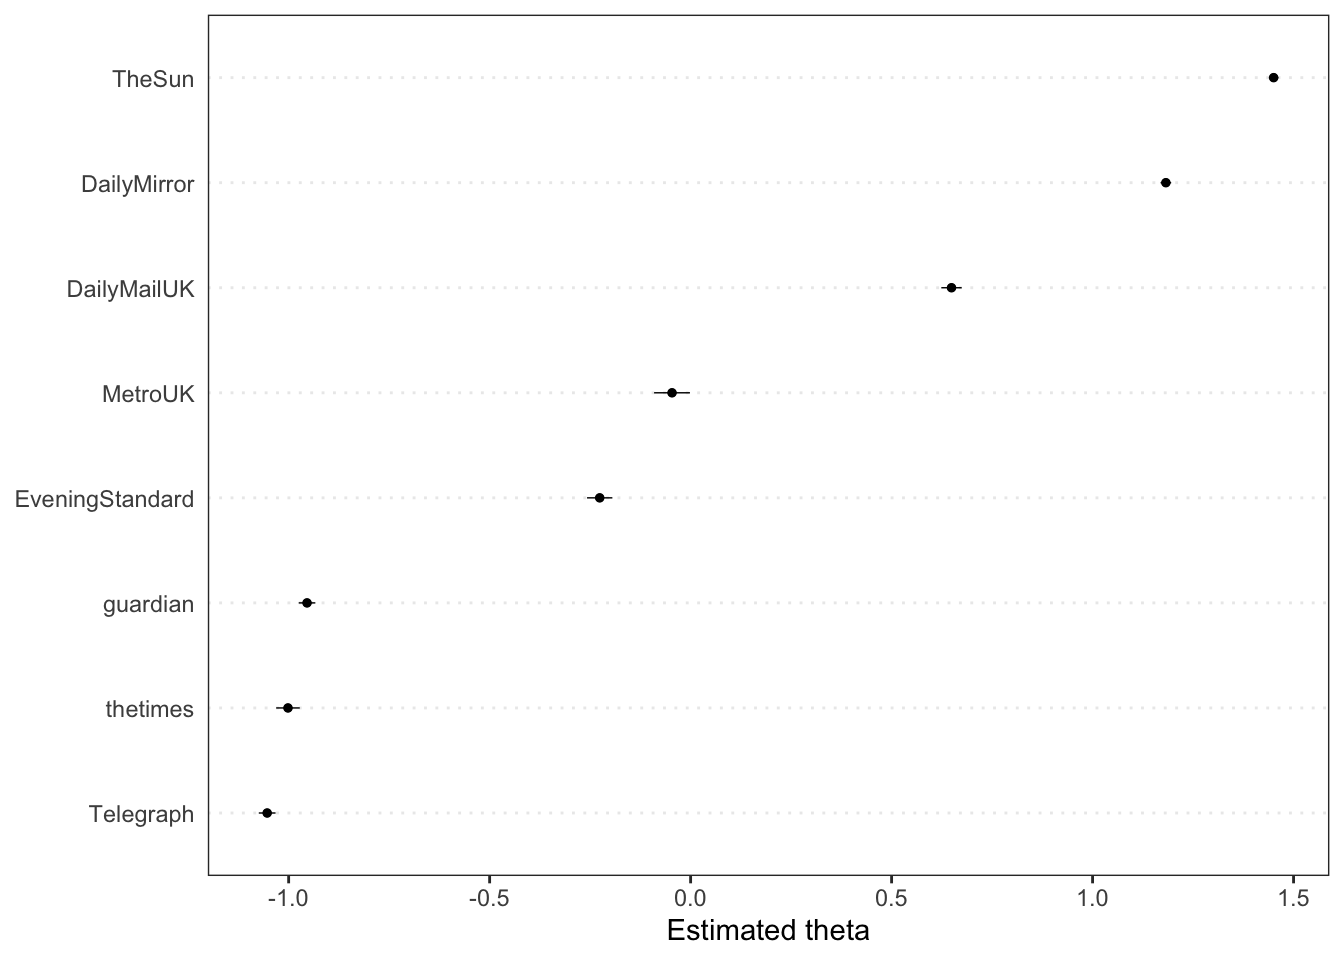 TheSun
DailyMirror
DailyMailUK
MetroUK
EveningStandard
guardian
thetimes
Telegraph
-1.0 -0.5 0.0 0.5 1.0 1.5
Estimated theta